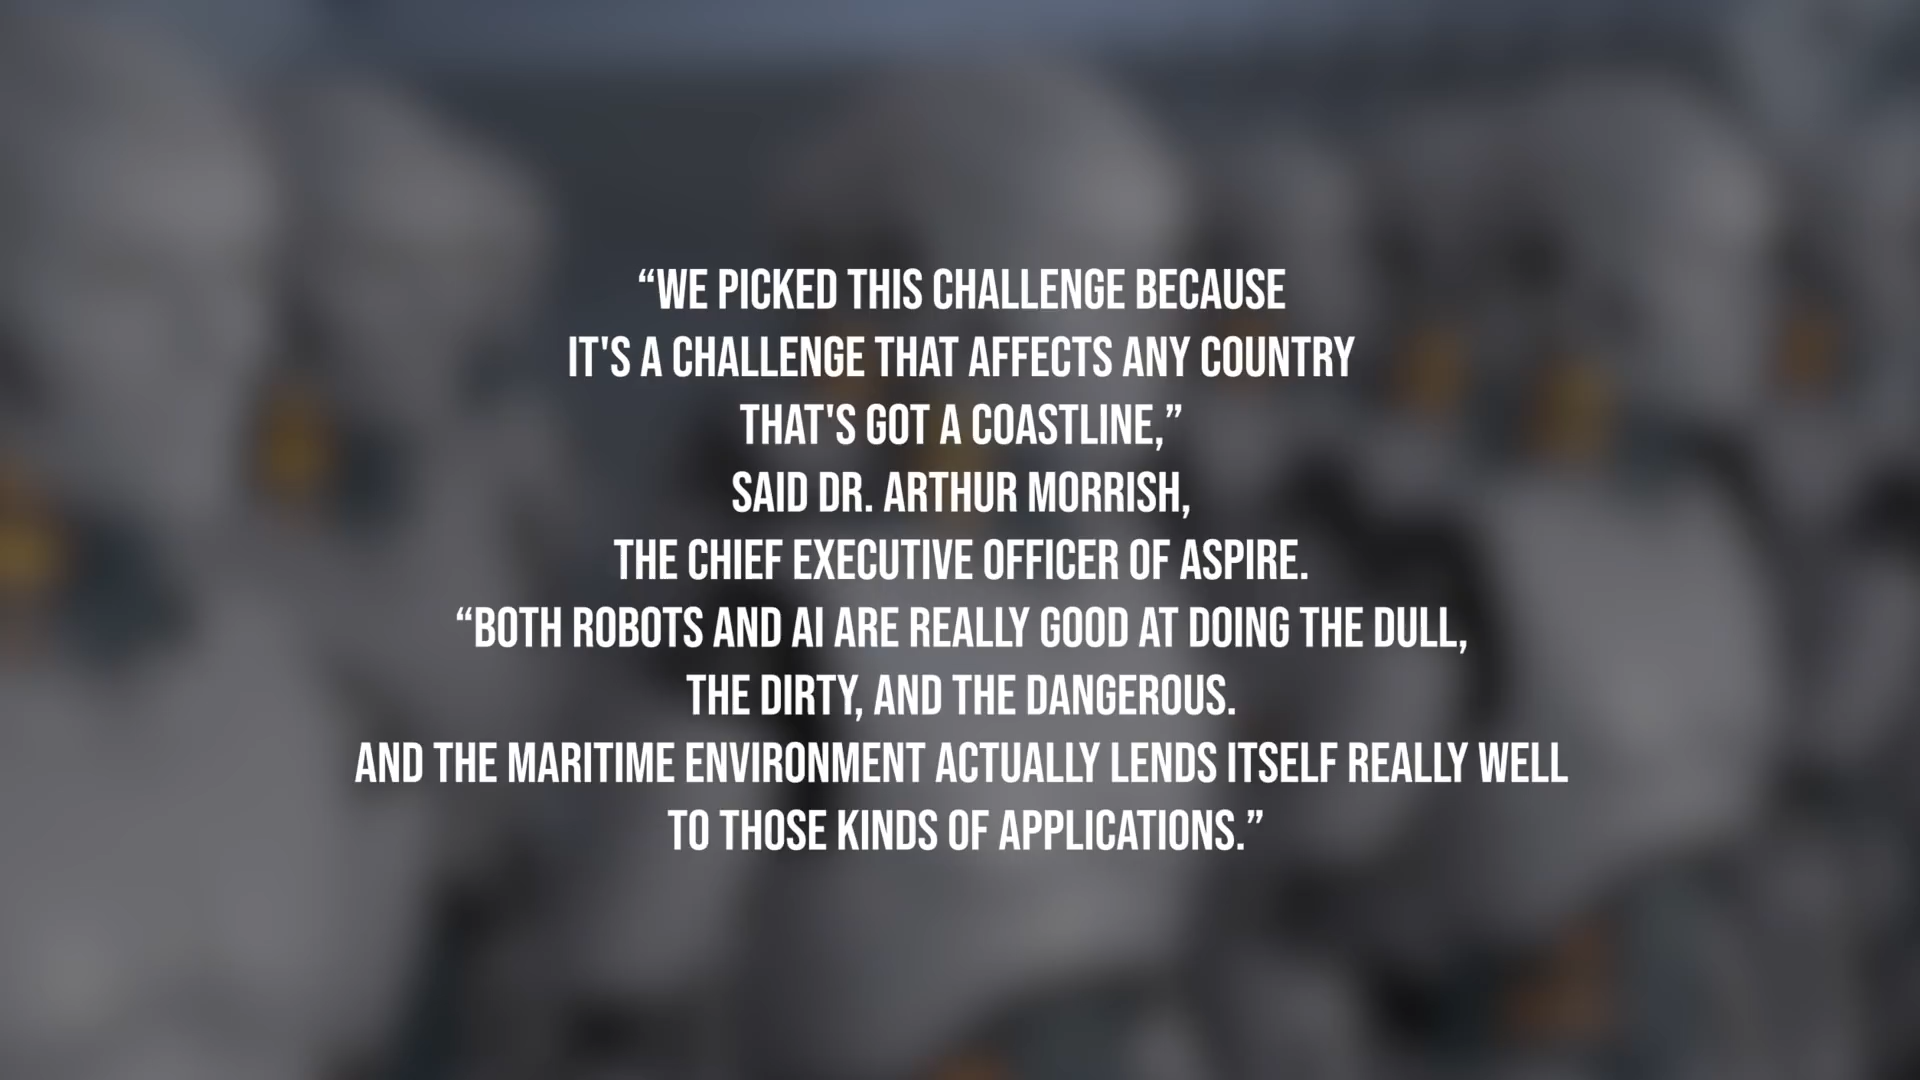 “WE PICKED THIS CHALLENGE BECAUSE
IT'S A CHALLENGE THAT AFFECTS ANY COUNTRY
THAT'S GOT A COASTLINE,”
SAID DR. ARTHUR MORRISH,
THE CHIEF EXECUTIVE OFFICER OF ASPIRE.
“BOTH ROBOTS AND AI ARE REALLY GOOD AT DOING THE DULL,
THE DIRTY, AND THE DANGEROUS.
AND THE MARITIME ENVIRONMENT ACTUALLY LENDS ITSELF REALLY WELL
TO THOSE KINDS OF APPLICATIONS.”